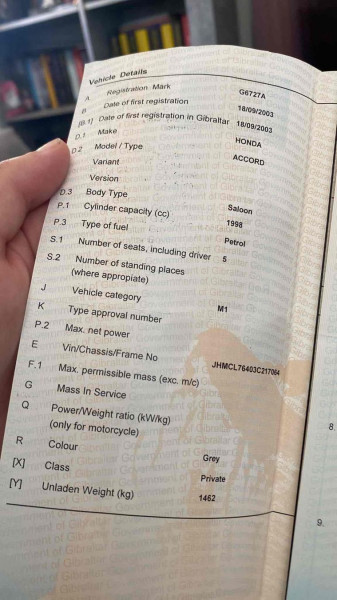 Vehicle Details
A Registration Mark G6727A
B Date of first registration 18/09/2003
[B.1] Date of first registration in Gibraltar 18/09/2003
D.1 Make HONDA
D.2 Model / Type ACCORD
Variant
Version
D.3 Body Type Saloon
P.1 Cylinder capacity (cc) 1998
P.3 Type of fuel Petrol
S.1 Number of seats, including driver 5
S.2 Number of standing places
(where appropiate)
J Vehicle category M1
K Type approval number
P.2 Max. net power
E Vin/Chassis/Frame No JHMCL76403C217064
F.1 Max. permissible mass (exc. m/c)
G Mass In Service
Q Power/Weight ratio (kW/kg)
(only for motorcycle)
R Colour Grey
[X] Class Private
[Y] Unladen Weight (kg) 1462
8.
9.